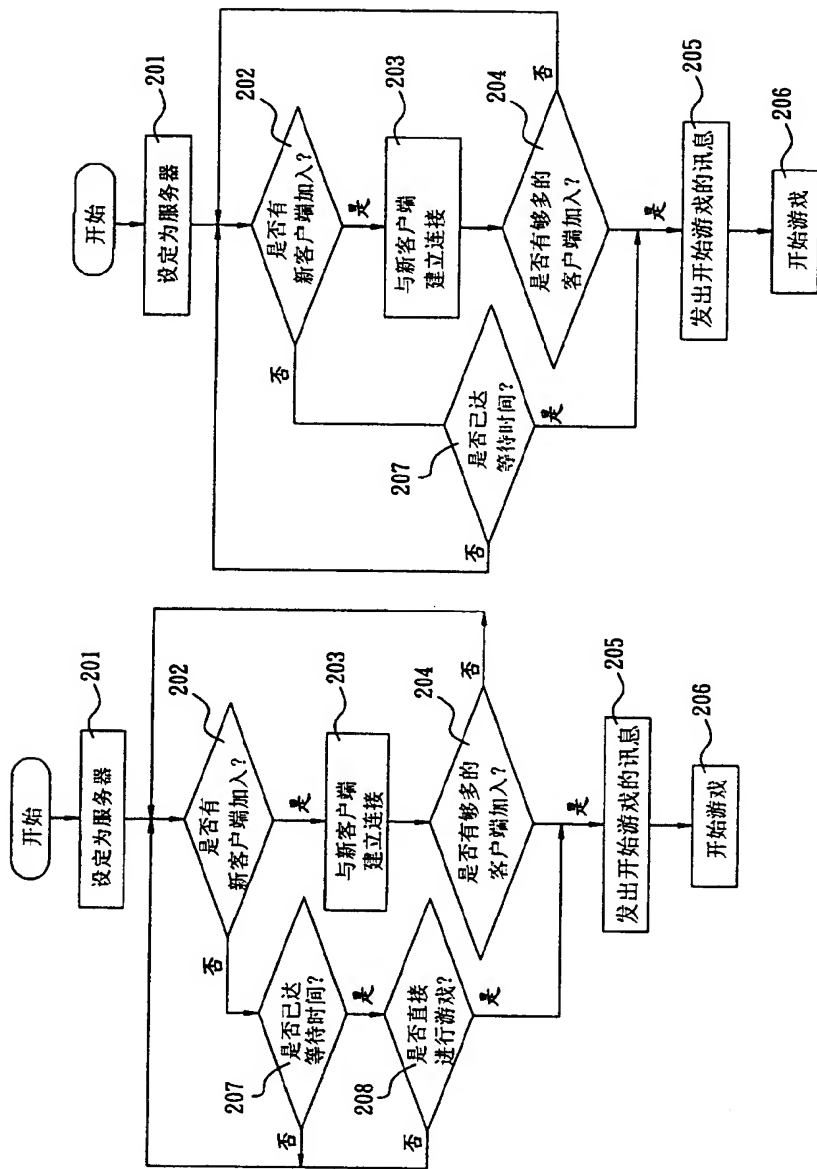 开始
201
设定为服务器
202
是否有
新客户端加入?
否
是
203
与新客户端
建立连接
207
是否已达
等待时间?
否
是
204
是否有够多的
客户端加入?
否
是
208
是否直接
进行游戏?
否
是
205
发出开始游戏的讯息
206
开始游戏
开始
201
设定为服务器
202
是否有
新客户端加入?
否
是
203
与新客户端
建立连接
204
是否有够多的
客户端加入?
否
是
207
是否已达
等待时间?
否
是
205
发出开始游戏的讯息
206
开始游戏